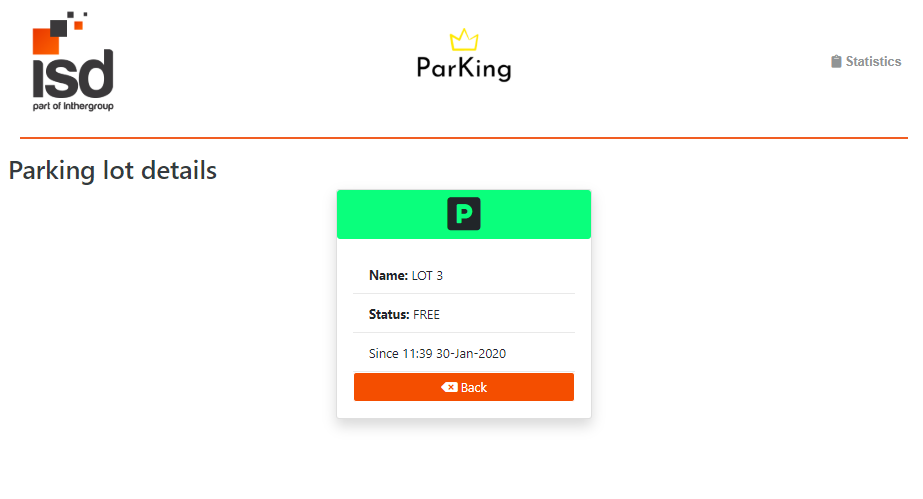 isd
part of Inthergroup
ParKing
Statistics
Parking lot details
P
Name: LOT 3
Status: FREE
Since 11:39 30-Jan-2020
Back